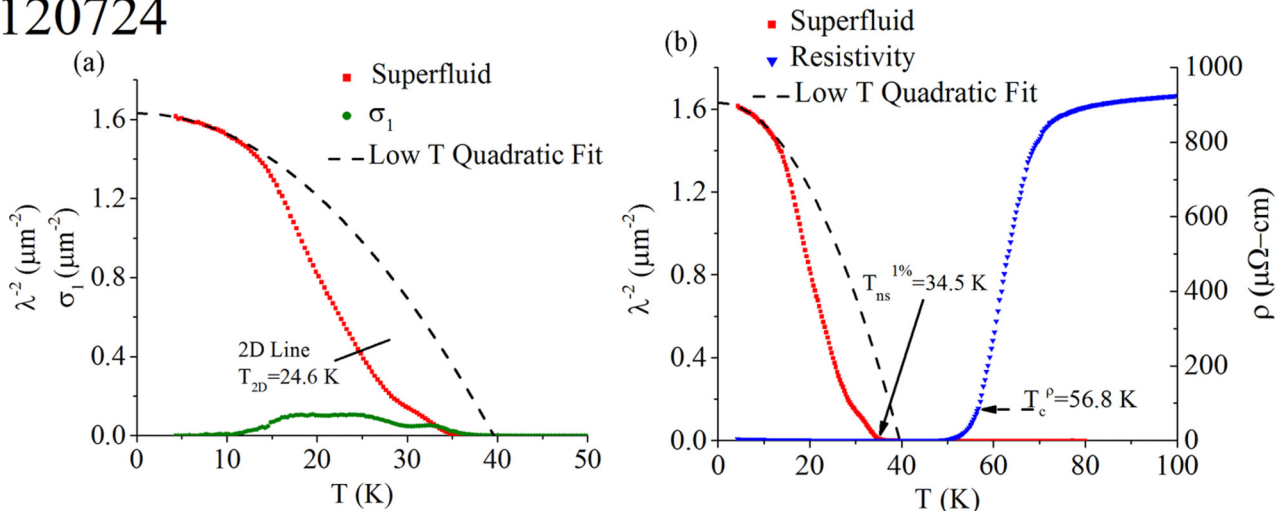 120724
(a)
Superfluid
σ₁
Low T Quadratic Fit
1.6
1.2
0.8
0.4
0.0
λ⁻² (μm⁻²)
σ₁ (μm⁻²)
2D Line
T₂D=24.6 K
0 10 20 30 40 50
T (K)
(b)
Superfluid
Resistivity
Low T Quadratic Fit
1.6
1.2
0.8
0.4
0.0
λ⁻² (μm⁻²)
Tns¹%=34.5 K
Tcρ=56.8 K
1000
800
600
400
200
0
ρ (μΩ−cm)
0 20 40 60 80 100
T (K)